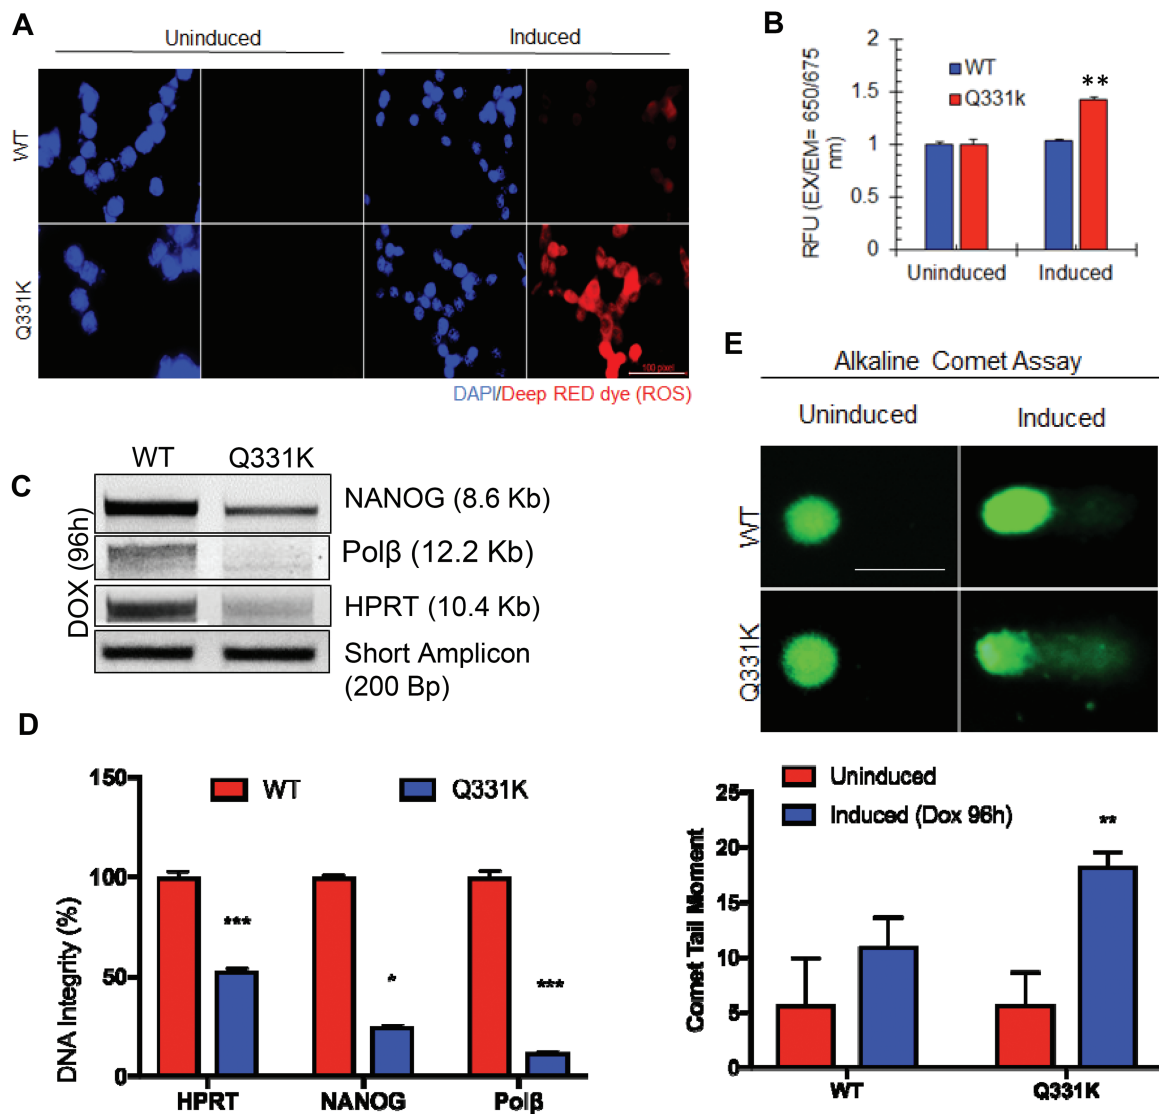 A
Uninduced
Induced
WT
Q331K
100 pixel
DAPI/Deep RED dye (ROS)
B
RFU (EX/EM= 650/675
nm)
2
1.5
1
0.5
0
WT
Q331k
**
Uninduced
Induced
C
WT
Q331K
DOX (96h)
NANOG (8.6 Kb)
Polβ (12.2 Kb)
HPRT (10.4 Kb)
Short Amplicon
(200 Bp)
D
DNA Integrity (%)
150
100
50
0
WT
Q331K
***
*
***
HPRT
NANOG
Polβ
E
Alkaline Comet Assay
Uninduced
Induced
WT
Q331K
Comet Tail Moment
25
20
15
10
5
0
Uninduced
Induced (Dox 96h)
**
WT
Q331K